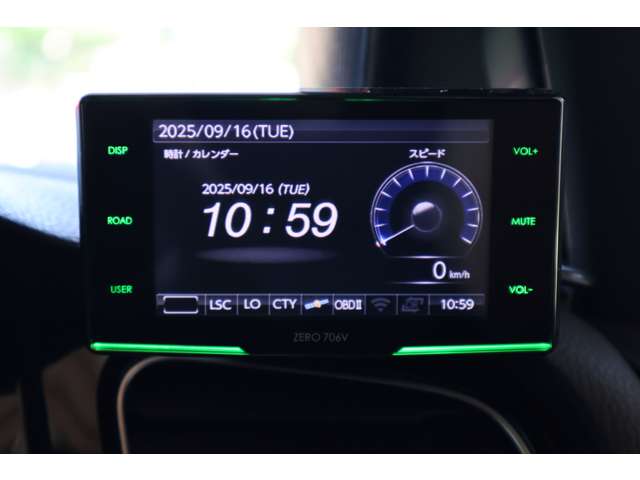 2025/09/16(TUE)
時計/カレンダー
スピード
2025/09/16 (TUE)
10:59
0 km/h
LSC LO CTY OBDⅡ 10:59
DISP
ROAD
USER
VOL+
MUTE
VOL-
ZERO 706V